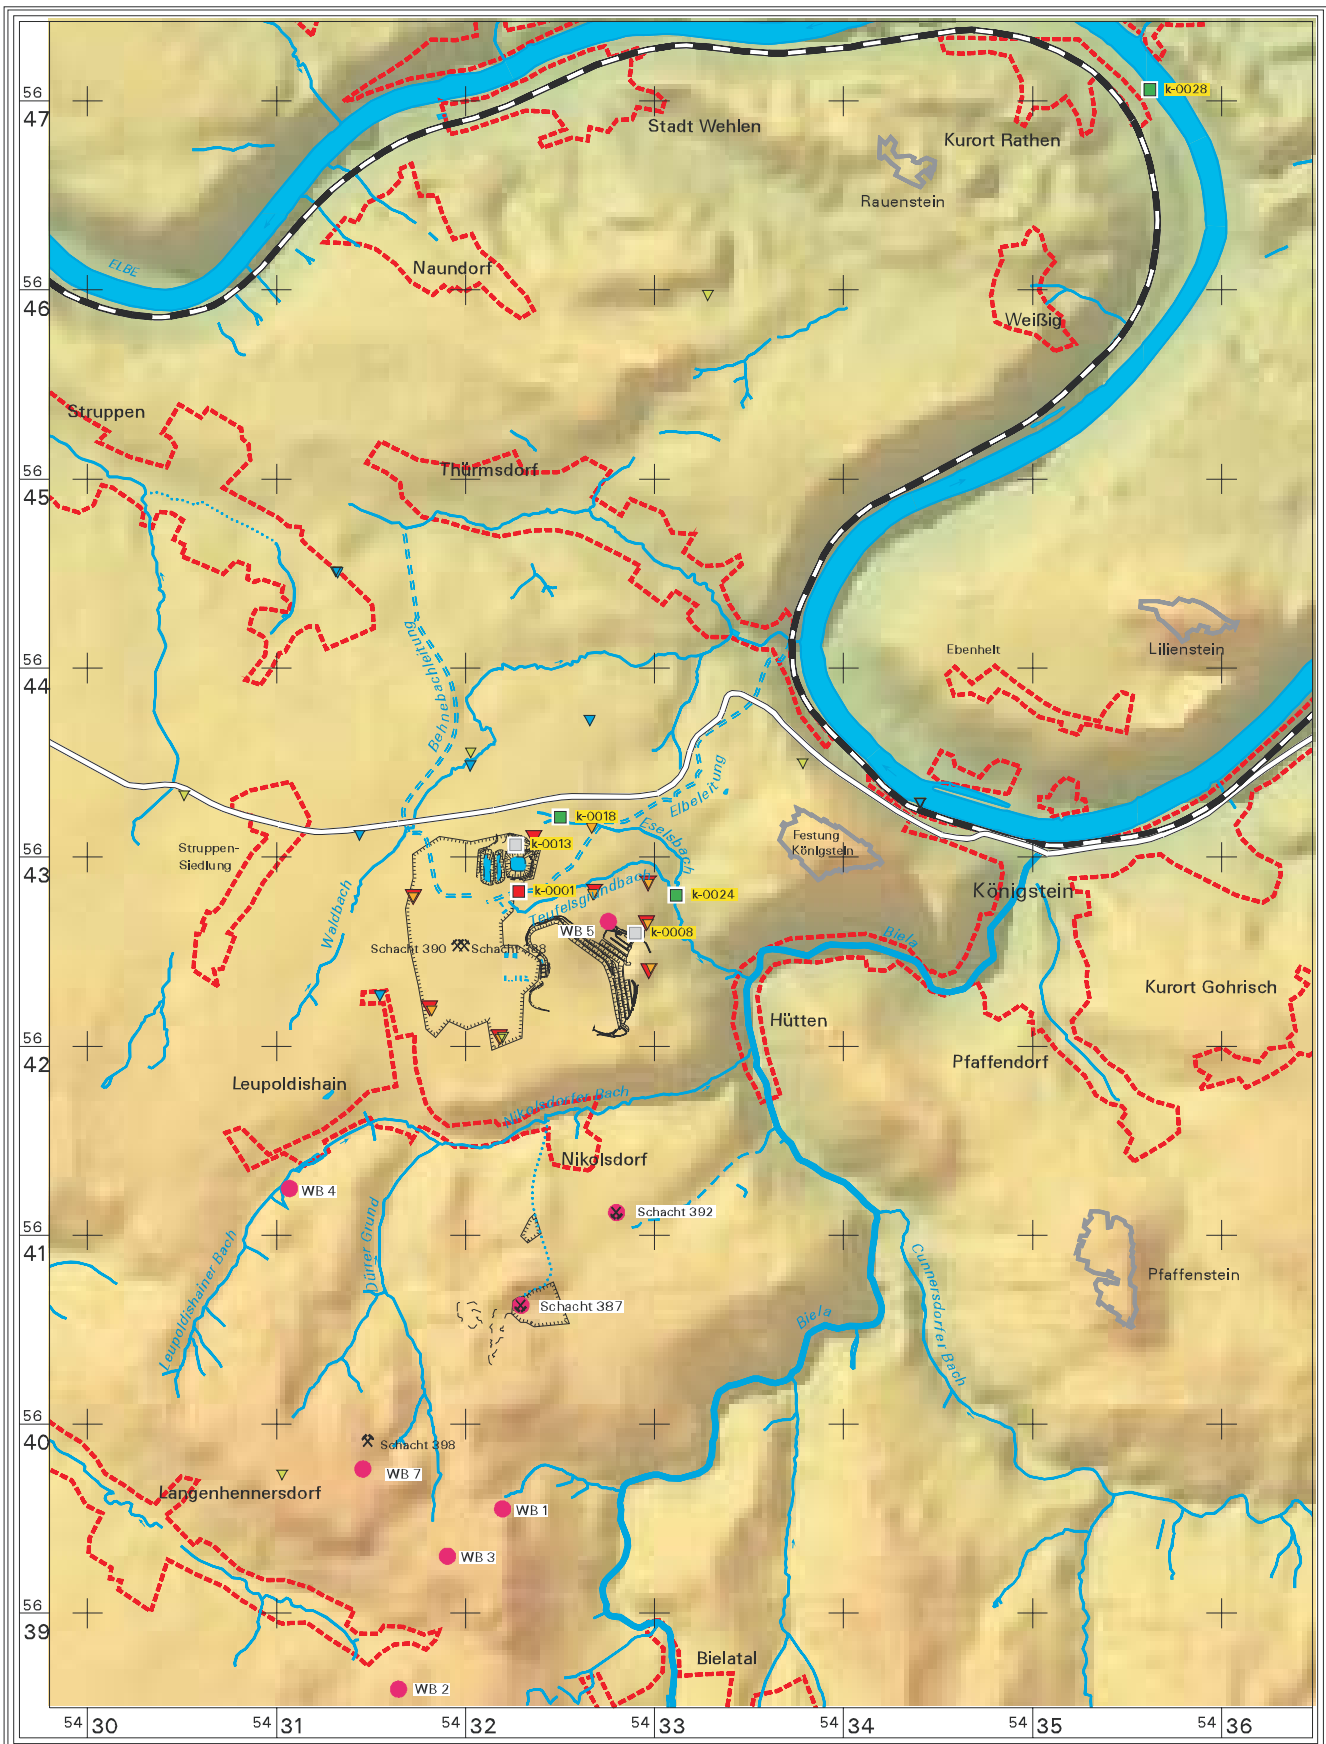 56
47
k-0028
Stadt Wehlen
Kurort Rathen
Rauenstein
ELBE
Naundorf
56
46
Weißig
Struppen
Thürmsdorf
56
45
Behnebachleitung
Ebenheit
Lilienstein
56
44
Elbeleitung
k-0018
Eselsbach
Festung
Königstein
Struppen-
Siedlung
k-0013
56
43
k-0001
Teufelsgrundbach
k-0024
Königstein
Waldbach
WB 5
k-0008
Biela
Schacht 390
Schacht 388
Kurort Gohrisch
Hütten
56
42
Pfaffendorf
Leupoldishain
Nikolsdorfer Bach
Nikolsdorf
WB 4
Schacht 392
56
41
Leupoldishainer Bach
Dürrer Grund
Cunnersdorfer Bach
Pfaffenstein
Schacht 387
Biela
56
40
Schacht 398
WB 7
Langenhennersdorf
WB 1
WB 3
56
39
Bielatal
WB 2
54 30
54 31
54 32
54 33
54 34
54 35
54 36